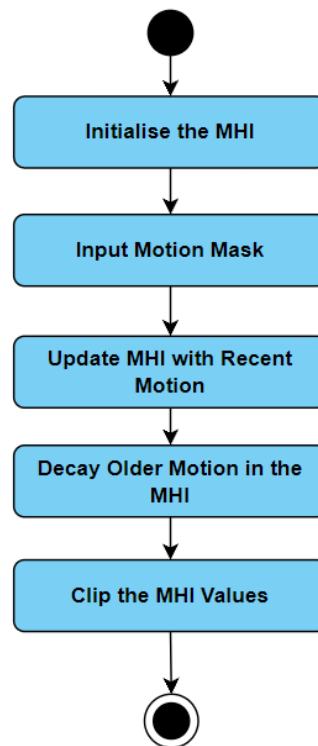 Initialise the MHI
Input Motion Mask
Update MHI with Recent
Motion
Decay Older Motion in the
MHI
Clip the MHI Values